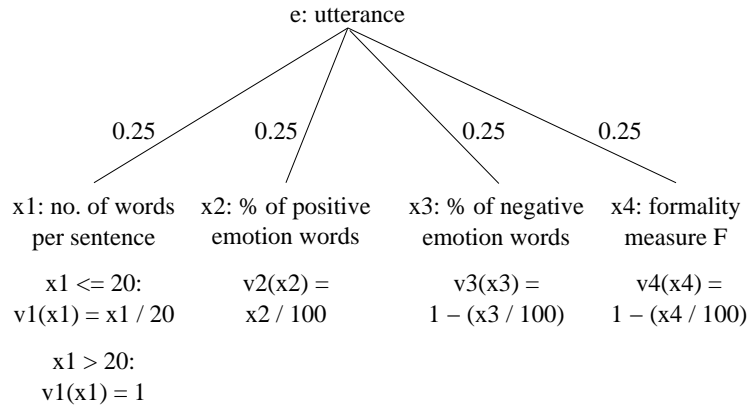 e: utterance
0.25 0.25 0.25 0.25
x1: no. of words x2: % of positive x3: % of negative x4: formality
per sentence emotion words emotion words measure F
x1 <= 20: v2(x2) = v3(x3) = v4(x4) =
v1(x1) = x1 / 20 x2 / 100 1 – (x3 / 100) 1 – (x4 / 100)
x1 > 20:
v1(x1) = 1